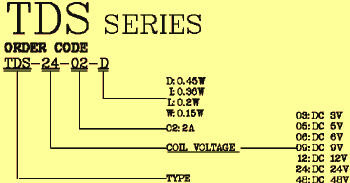 TDS SERIES
ORDER CODE
TDS-24-02-D
D: 0.45W
I: 0.36W
L: 0.2W
W: 0.15W
02: 2A
COIL VOLTAGE
03: DC 3V
05: DC 5V
06: DC 6V
09: DC 9V
12: DC 12V
24: DC 24V
48: DC 48V
TYPE